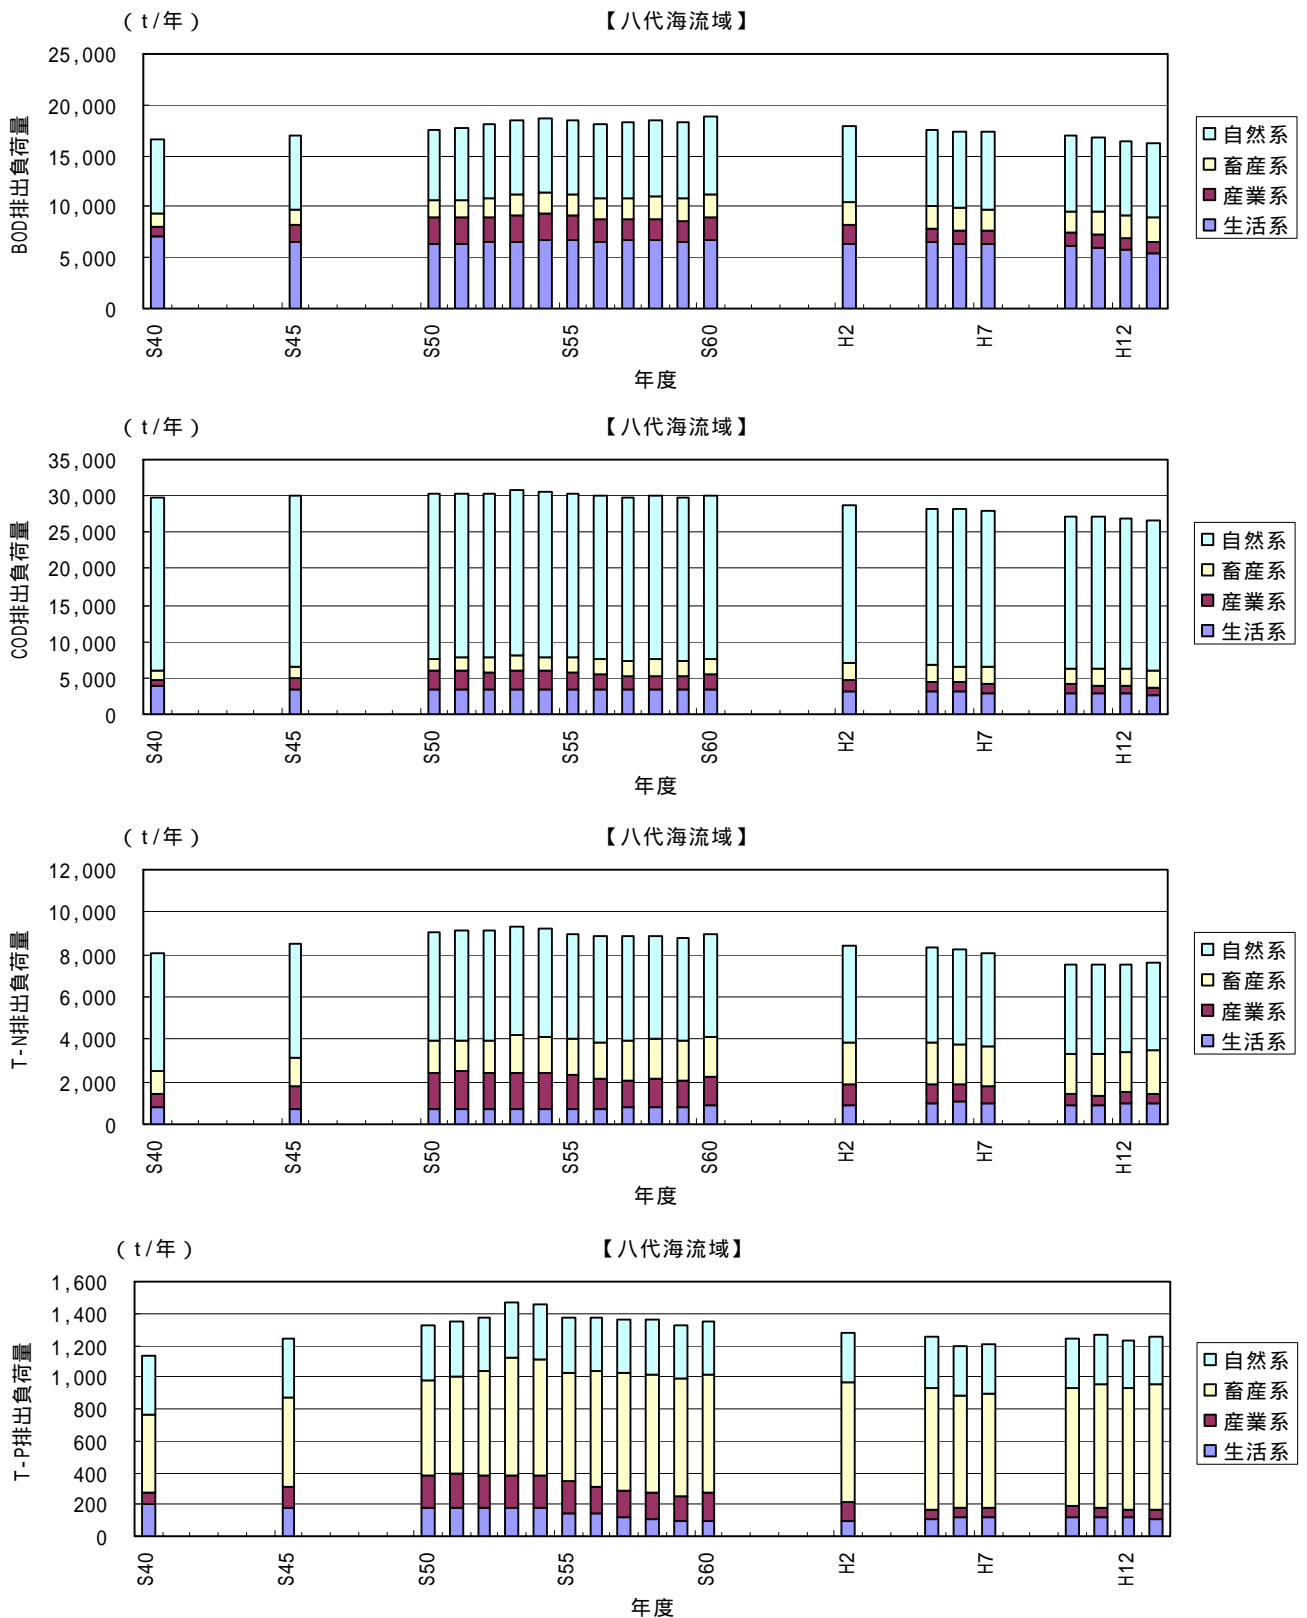 （t/年）
【八代海流域】
25,000
20,000
15,000
10,000
5,000
0
BOD排出負荷量
S40
S45
S50
S55
S60
H2
H7
H12
年度
自然系
畜産系
産業系
生活系
（t/年）
【八代海流域】
35,000
30,000
25,000
20,000
15,000
10,000
5,000
0
COD排出負荷量
S40
S45
S50
S55
S60
H2
H7
H12
年度
自然系
畜産系
産業系
生活系
（t/年）
【八代海流域】
12,000
10,000
8,000
6,000
4,000
2,000
0
T-N排出負荷量
S40
S45
S50
S55
S60
H2
H7
H12
年度
自然系
畜産系
産業系
生活系
（t/年）
【八代海流域】
1,600
1,400
1,200
1,000
800
600
400
200
0
T-P排出負荷量
S40
S45
S50
S55
S60
H2
H7
H12
年度
自然系
畜産系
産業系
生活系